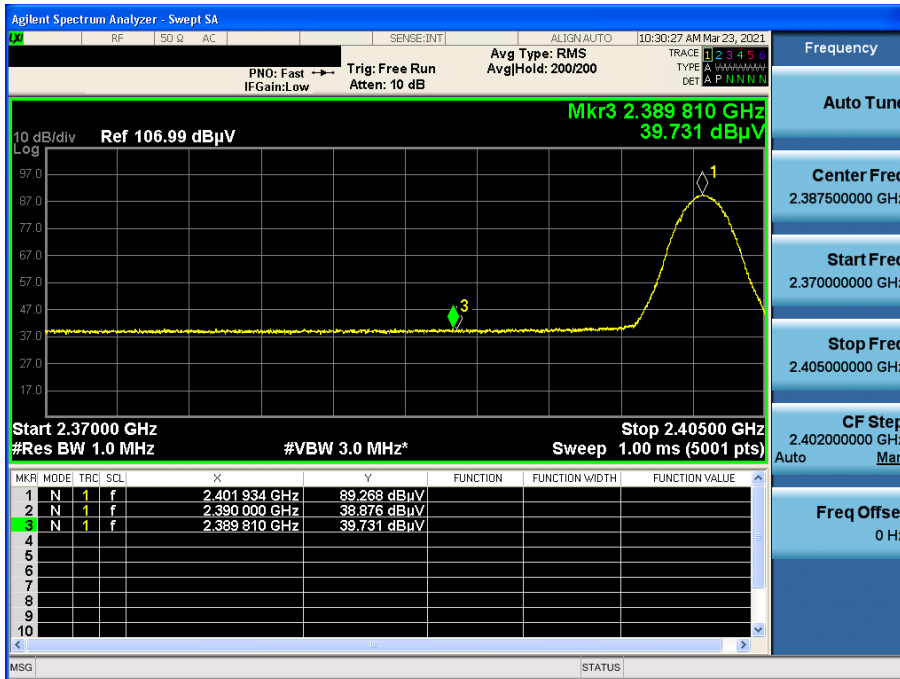 Agilent Spectrum Analyzer - Swept SA
LXI RF 50 Ω AC SENSE:INT ALIGN AUTO 10:30:27 AM Mar 23, 2021
PNO: Fast Trig: Free Run Avg Type: RMS TRACE 1 2 3 4 5 6
IFGain:Low Atten: 10 dB Avg|Hold: 200/200 TYPE A WWWWW
DET A P N N N N
Mkr3 2.389 810 GHz
39.731 dBµV
10 dB/div Ref 106.99 dBµV
Log
97.0
87.0
77.0
67.0
57.0
47.0
37.0
27.0
17.0
1
3
Start 2.37000 GHz Stop 2.40500 GHz
#Res BW 1.0 MHz #VBW 3.0 MHz* Sweep 1.00 ms (5001 pts)
MKR MODE TRC SCL X Y FUNCTION FUNCTION WIDTH FUNCTION VALUE
1 N 1 f 2.401 934 GHz 89.268 dBµV
2 N 1 f 2.390 000 GHz 38.876 dBµV
3 N 1 f 2.389 810 GHz 39.731 dBµV
4
5
6
7
8
9
10
MSG STATUS
Frequency
Auto Tune
Center Freq
2.387500000 GHz
Start Freq
2.370000000 GHz
Stop Freq
2.405000000 GHz
CF Step
2.402000000 GHz
Auto Man
Freq Offse
0 Hz